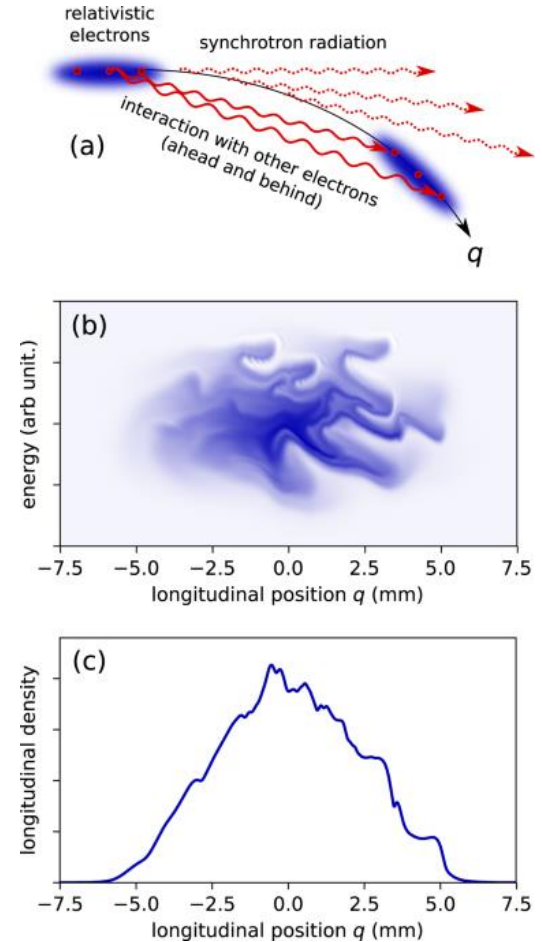 relativistic
electrons
synchrotron radiation
interaction with other electrons
(ahead and behind)
(a)
q
(b)
energy (arb unit.)
−7.5 −5.0 −2.5 0.0 2.5 5.0 7.5
longitudinal position q (mm)
(c)
longitudinal density
−7.5 −5.0 −2.5 0.0 2.5 5.0 7.5
longitudinal position q (mm)